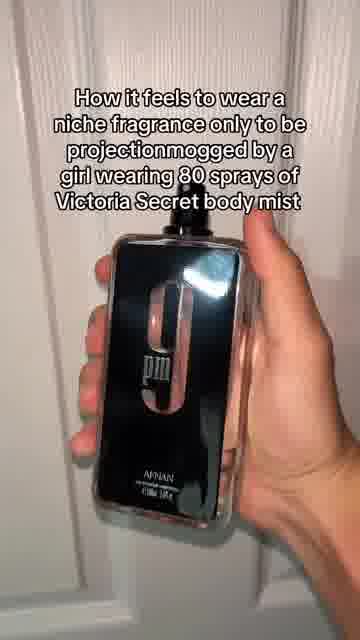 How it feels to wear a
niche fragrance only to be
projectionmogged by a
girl wearing 80 sprays of
Victoria Secret body mist
9
pm
AFNAN